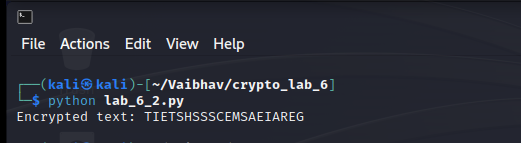 File Actions Edit View Help
┌──(kali㉿kali)-[~/Vaibhav/crypto_lab_6]
└─$ python lab_6_2.py
Encrypted text: TIETSHSSSCEMSAEIAREG